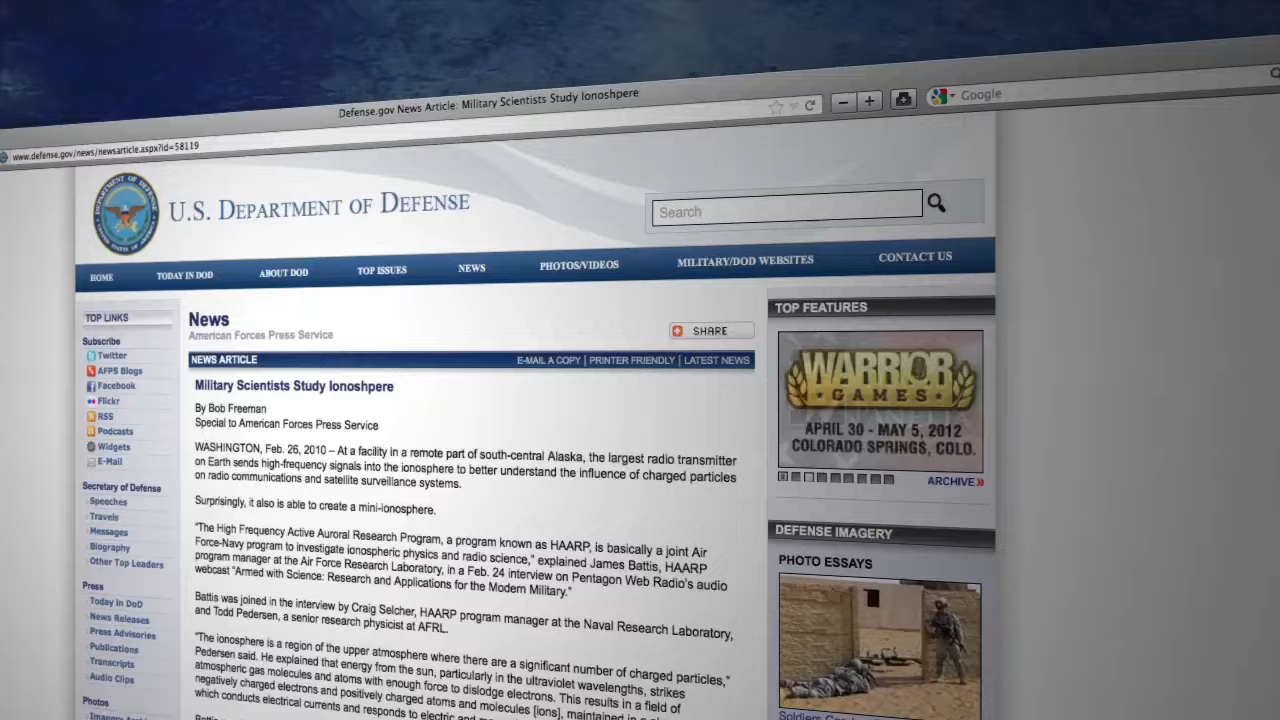 Defense.gov News Article: Military Scientists Study Ionoshpere
www.defense.gov/news/newsarticle.aspx?id=58119
Google
U.S. DEPARTMENT OF DEFENSE
Search
HOME
TODAY IN DOD
ABOUT DOD
TOP ISSUES
NEWS
PHOTOS/VIDEOS
MILITARY/DOD WEBSITES
CONTACT US
TOP LINKS
Subscribe
Twitter
AFPS Blogs
Facebook
Flickr
RSS
Podcasts
Widgets
E-Mail
Secretary of Defense
Speeches
Travels
Messages
Biography
Other Top Leaders
Press
Today in DoD
News Releases
Press Advisories
Publications
Transcripts
Audio Clips
Photos
News
American Forces Press Service
SHARE
NEWS ARTICLE
E-MAIL A COPY | PRINTER FRIENDLY | LATEST NEWS
Military Scientists Study Ionoshpere
By Bob Freeman
Special to American Forces Press Service
WASHINGTON, Feb. 26, 2010 – At a facility in a remote part of south-central Alaska, the largest radio transmitter
on Earth sends high-frequency signals into the ionosphere to better understand the influence of charged particles
on radio communications and satellite surveillance systems.
Surprisingly, it also is able to create a mini-ionosphere.
"The High Frequency Active Auroral Research Program, a program known as HAARP, is basically a joint Air
Force-Navy program to investigate ionospheric physics and radio science," explained James Battis, HAARP
program manager at the Air Force Research Laboratory, in a Feb. 24 interview on Pentagon Web Radio's audio
webcast "Armed with Science: Research and Applications for the Modern Military."
Battis was joined in the interview by Craig Selcher, HAARP program manager at the Naval Research Laboratory,
and Todd Pedersen, a senior research physicist at AFRL.
"The ionosphere is a region of the upper atmosphere where there are a significant number of charged particles,"
Pedersen said. He explained that energy from the sun, particularly in the ultraviolet wavelengths, strikes
atmospheric gas molecules and atoms with enough force to dislodge electrons. This results in a field of
negatively charged electrons and positively charged atoms and molecules [ions], maintained in a
which conducts electrical currents and responds to electric and
TOP FEATURES
WARRIOR
GAMES
APRIL 30 - MAY 5, 2012
COLORADO SPRINGS, COLO.
ARCHIVE
DEFENSE IMAGERY
PHOTO ESSAYS